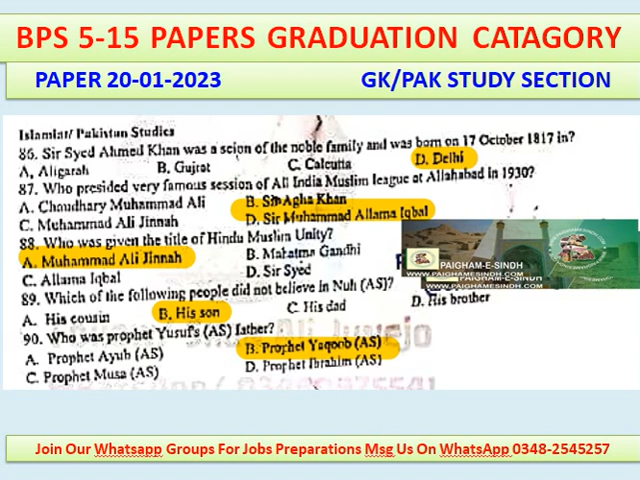 BPS 5-15 PAPERS GRADUATION CATAGORY
PAPER 20-01-2023 GK/PAK STUDY SECTION
Islamiat/ Pakistan Studies
86. Sir Syed Ahmed Khan was a scion of the noble family and was born on 17 October 1817 in?
A, Aligarah B. Gujrat C. Calcutta D. Delhi
87. Who presided very famous session of All India Muslim league at Allahabad in 1930?
A. Chaudhary Muhammad Ali B. Sir Agha Khan
C. Muhammad Ali Jinnah D. Sir Muhammad Allama Iqbal
88. Who was given the title of Hindu Muslim Unity?
A. Muhammad Ali Jinnah B. Mahatma Gandhi
C. Allama Iqbal D. Sir Syed
PAIGHAM-E-SINDH
WWW.PAIGHAMESINDH.COM
PAIGHAM-E-SINDH
WWW.PAIGHAMESINDH.COM
89. Which of the following people did not believe in Nuh (AS)?
A. His cousin B. His son C. His dad D. His brother
90. Who was prophet Yusuf's (AS) father?
A. Prophet Ayub (AS) B. Prophet Yaqoob (AS)
C. Prophet Musa (AS) D. Prophet Ibrahim (AS)
Join Our Whatsapp Groups For Jobs Preparations Msg Us On WhatsApp 0348-2545257